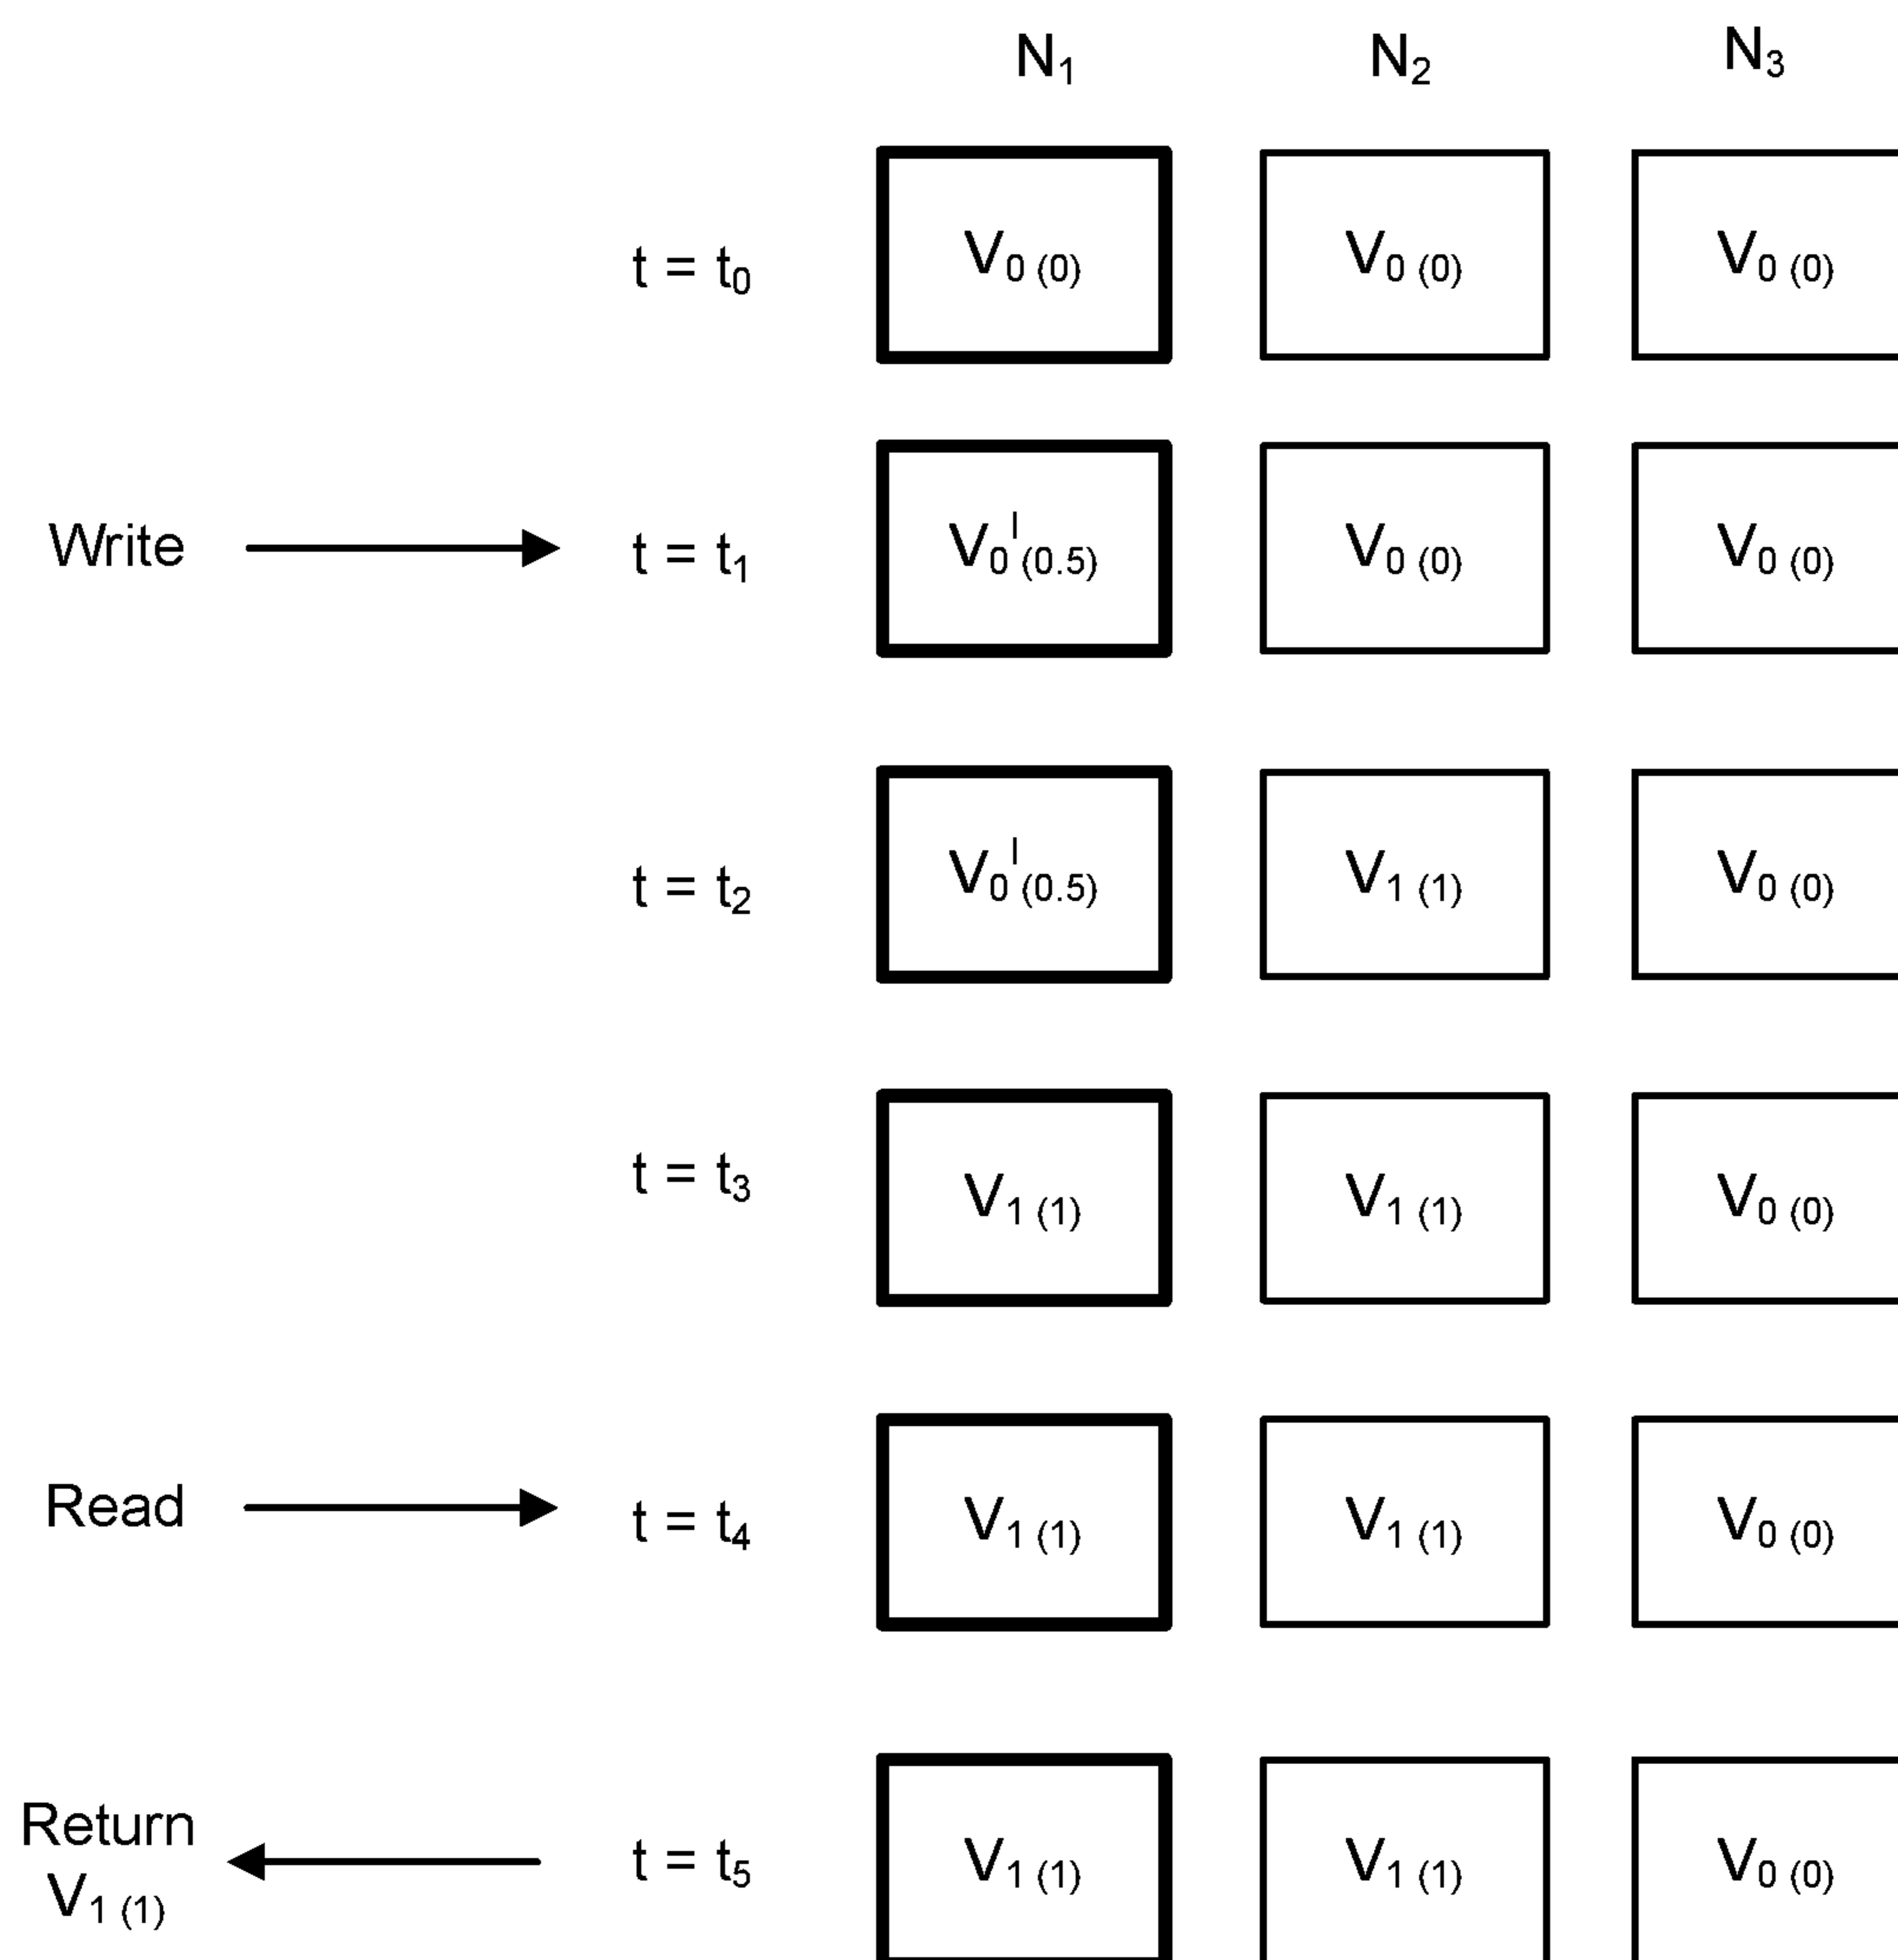 N₁ N₂ N₃
t = t₀ V₀ ₍₀₎ V₀ ₍₀₎ V₀ ₍₀₎
Write t = t₁ V₀ᴵ₍₀.₅₎ V₀ ₍₀₎ V₀ ₍₀₎
t = t₂ V₀ᴵ₍₀.₅₎ V₁ ₍₁₎ V₀ ₍₀₎
t = t₃ V₁ ₍₁₎ V₁ ₍₁₎ V₀ ₍₀₎
Read t = t₄ V₁ ₍₁₎ V₁ ₍₁₎ V₀ ₍₀₎
Return
V₁ ₍₁₎
t = t₅ V₁ ₍₁₎ V₁ ₍₁₎ V₀ ₍₀₎